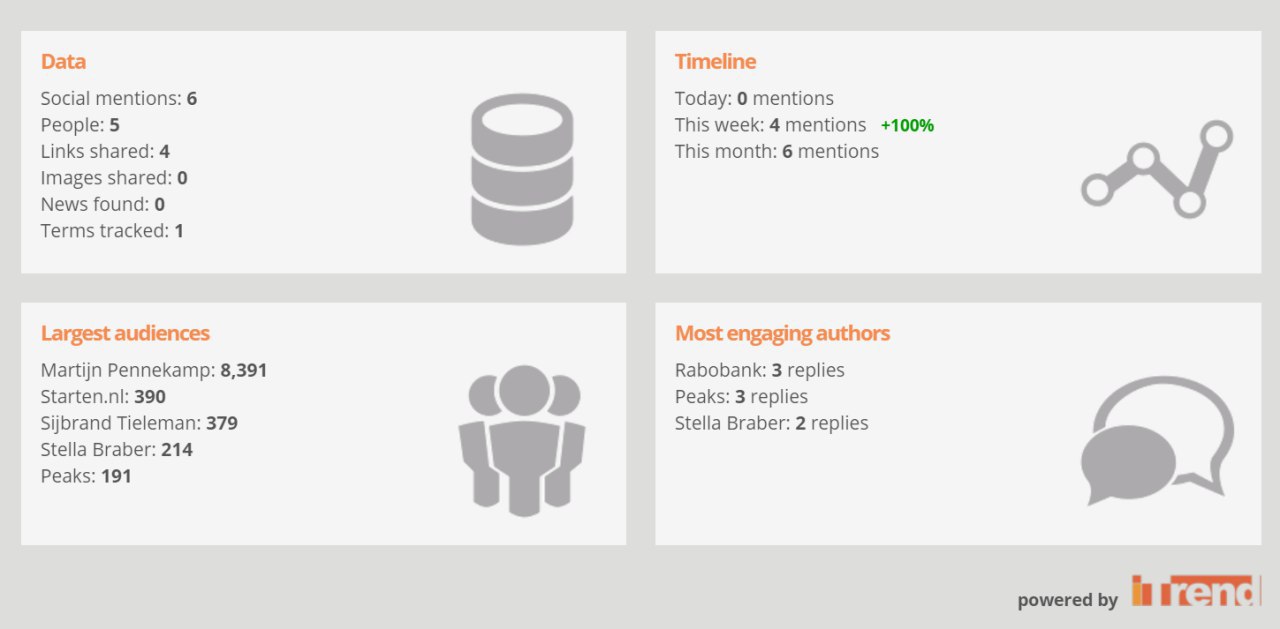 Data
Social mentions: 6
People: 5
Links shared: 4
Images shared: 0
News found: 0
Terms tracked: 1
Timeline
Today: 0 mentions
This week: 4 mentions +100%
This month: 6 mentions
Largest audiences
Martijn Pennekamp: 8,391
Starten.nl: 390
Sijbrand Tieleman: 379
Stella Braber: 214
Peaks: 191
Most engaging authors
Rabobank: 3 replies
Peaks: 3 replies
Stella Braber: 2 replies
powered by iTrend